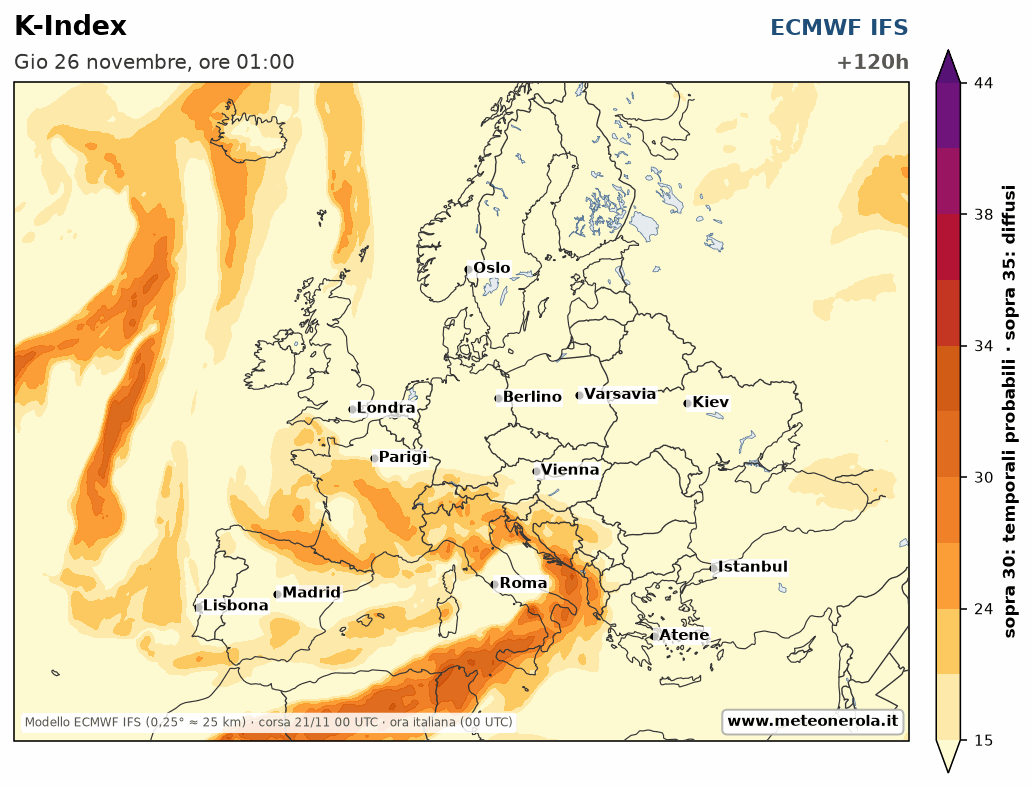 K-Index
ECMWF IFS
Gio 26 novembre, ore 01:00
+120h
44
38
34
30
24
15
sopra 30: temporali probabili · sopra 35: diffusi
Oslo
Berlino
Varsavia
Kiev
Londra
Parigi
Vienna
Istanbul
Roma
Madrid
Lisbona
Atene
Modello ECMWF IFS (0,25° ≈ 25 km) · corsa 21/11 00 UTC · ora italiana (00 UTC)
www.meteonerola.it